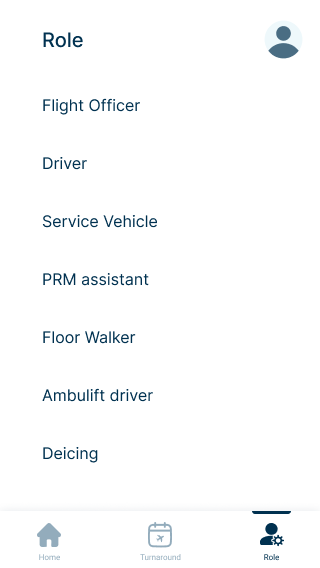 Role
Flight Officer
Driver
Service Vehicle
PRM assistant
Floor Walker
Ambulift driver
Deicing
Home
Turnaround
Role